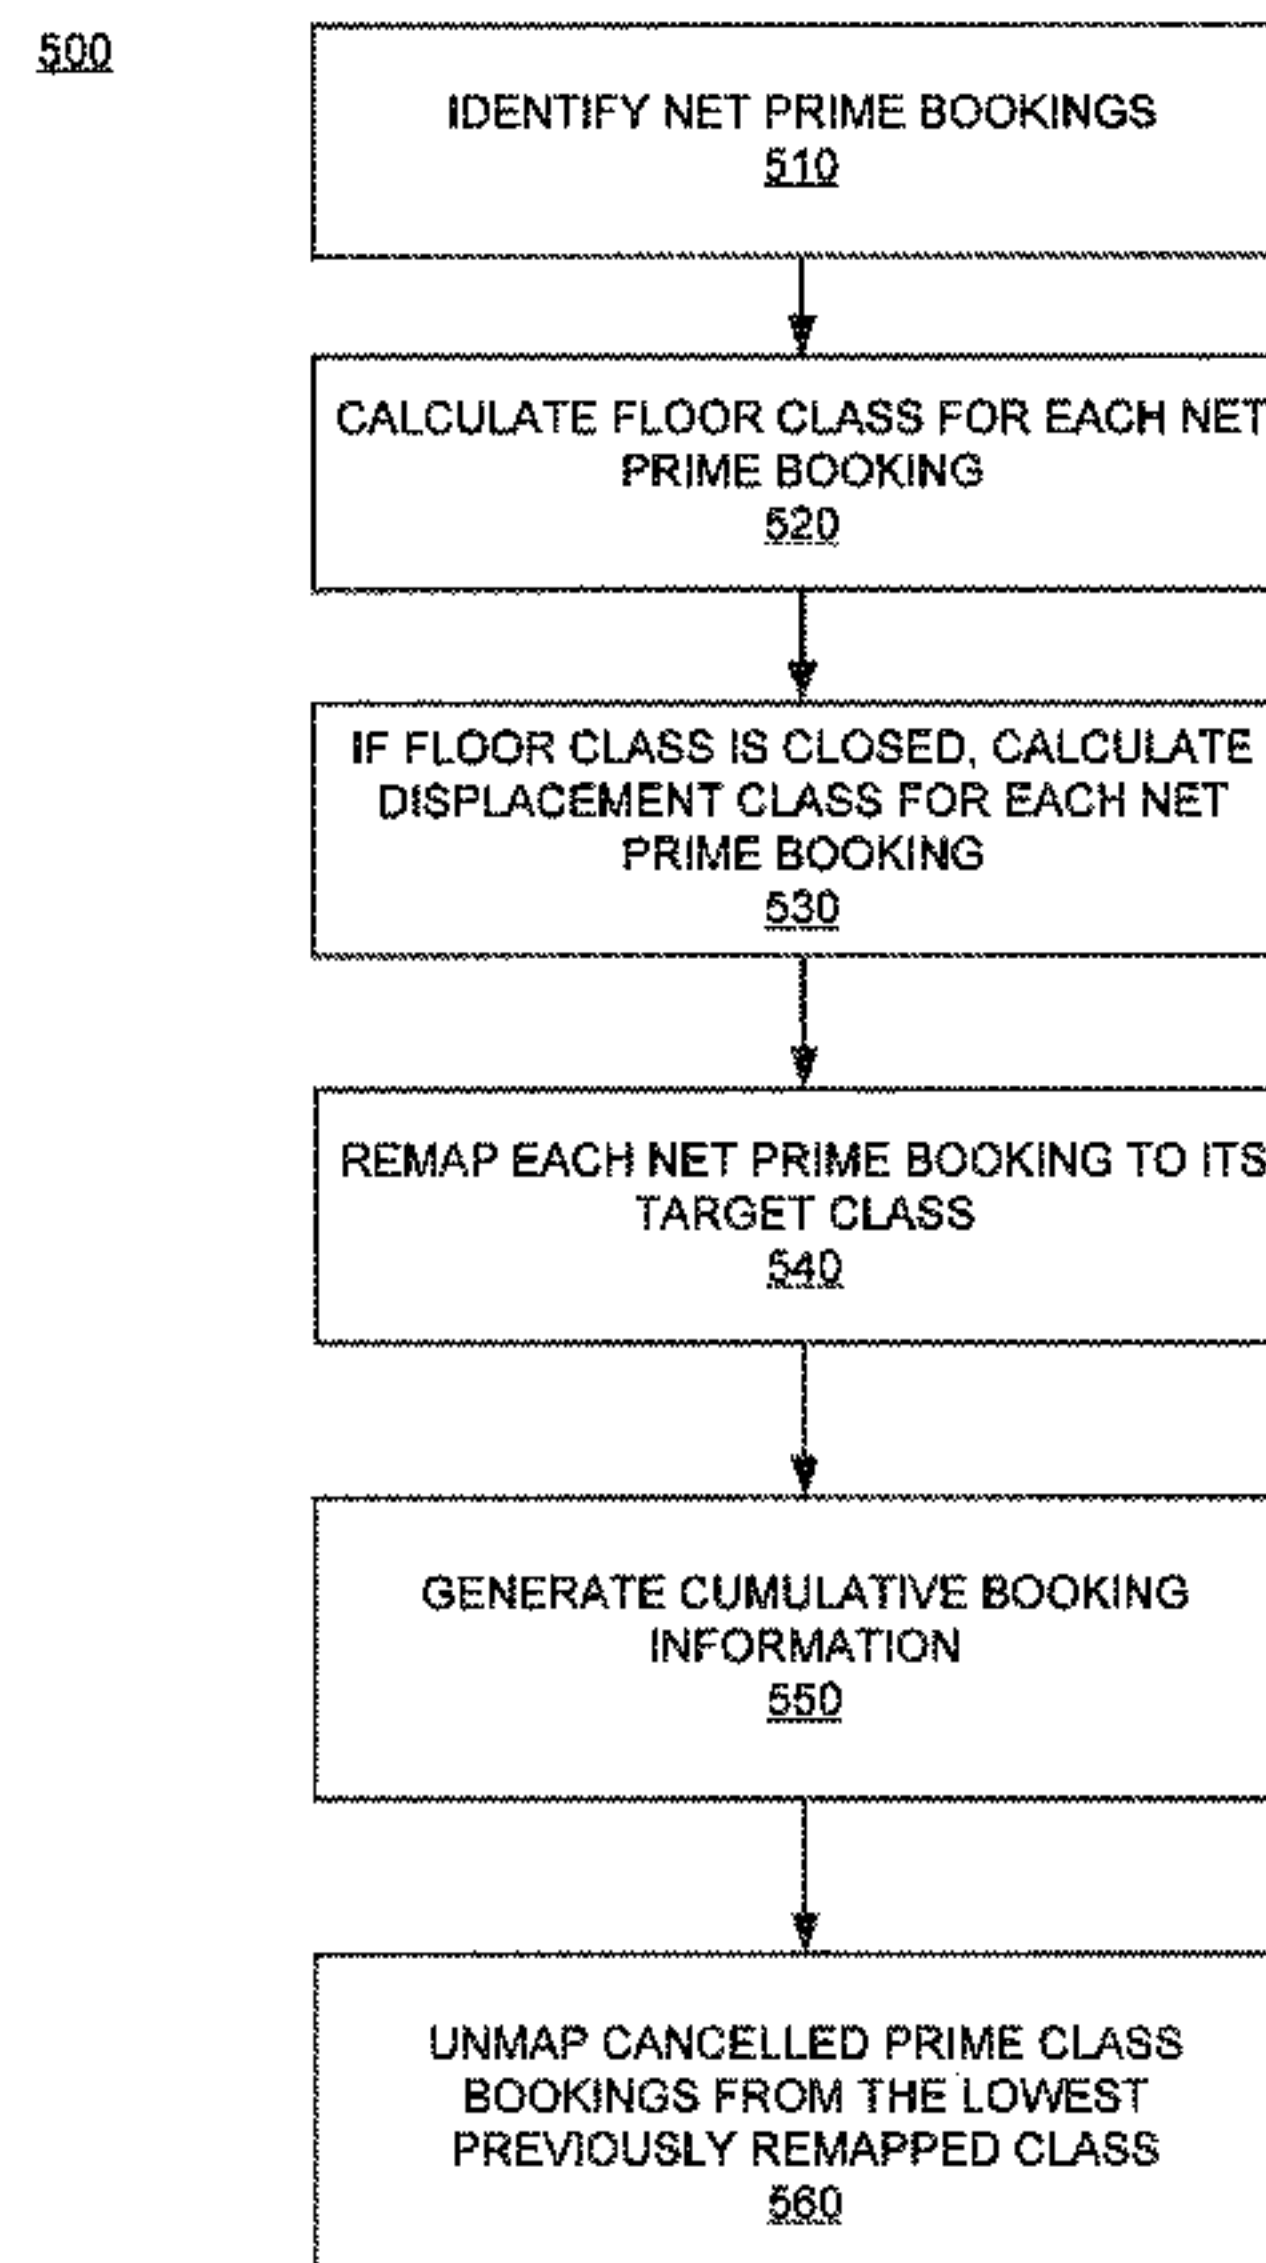 500
IDENTIFY NET PRIME BOOKINGS
510
CALCULATE FLOOR CLASS FOR EACH NET
PRIME BOOKING
520
IF FLOOR CLASS IS CLOSED, CALCULATE
DISPLACEMENT CLASS FOR EACH NET
PRIME BOOKING
530
REMAP EACH NET PRIME BOOKING TO ITS
TARGET CLASS
540
GENERATE CUMULATIVE BOOKING
INFORMATION
550
UNMAP CANCELLED PRIME CLASS
BOOKINGS FROM THE LOWEST
PREVIOUSLY REMAPPED CLASS
560